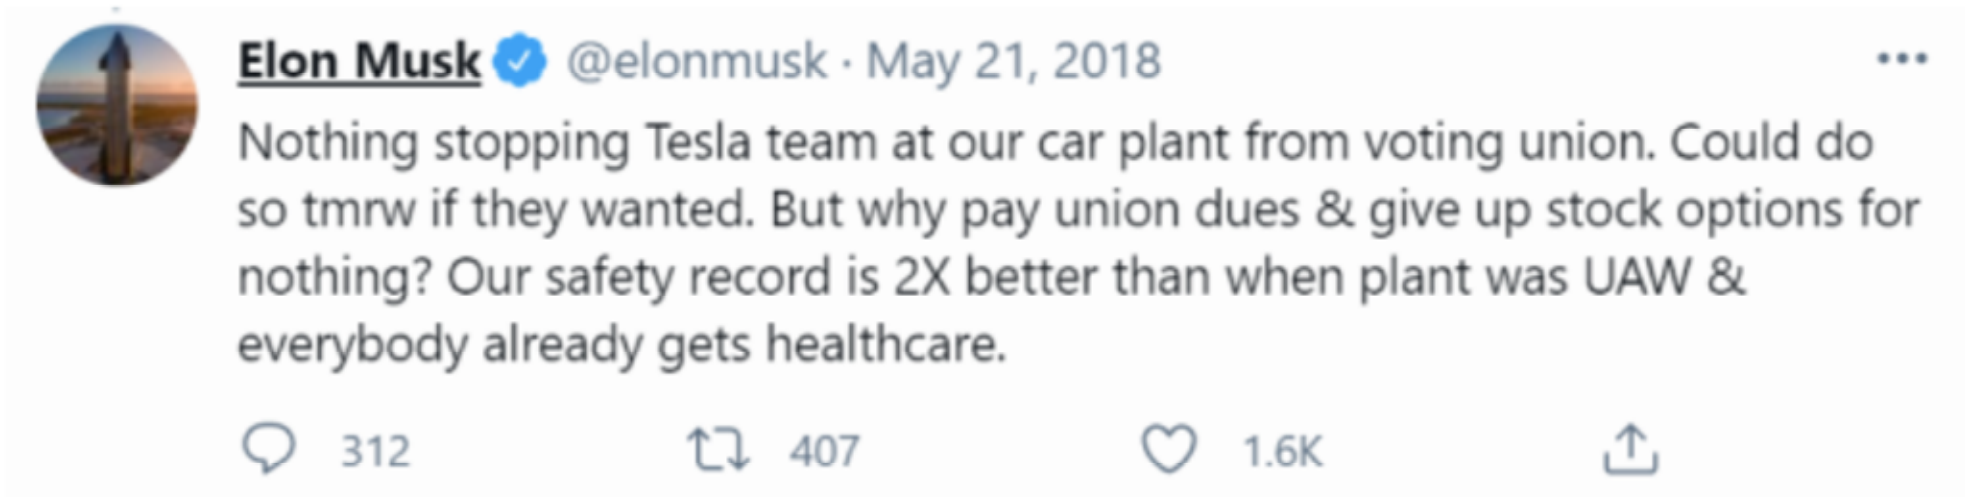 Elon Musk @elonmusk · May 21, 2018
Nothing stopping Tesla team at our car plant from voting union. Could do
so tmrw if they wanted. But why pay union dues & give up stock options for
nothing? Our safety record is 2X better than when plant was UAW &
everybody already gets healthcare.
312 407 1.6K